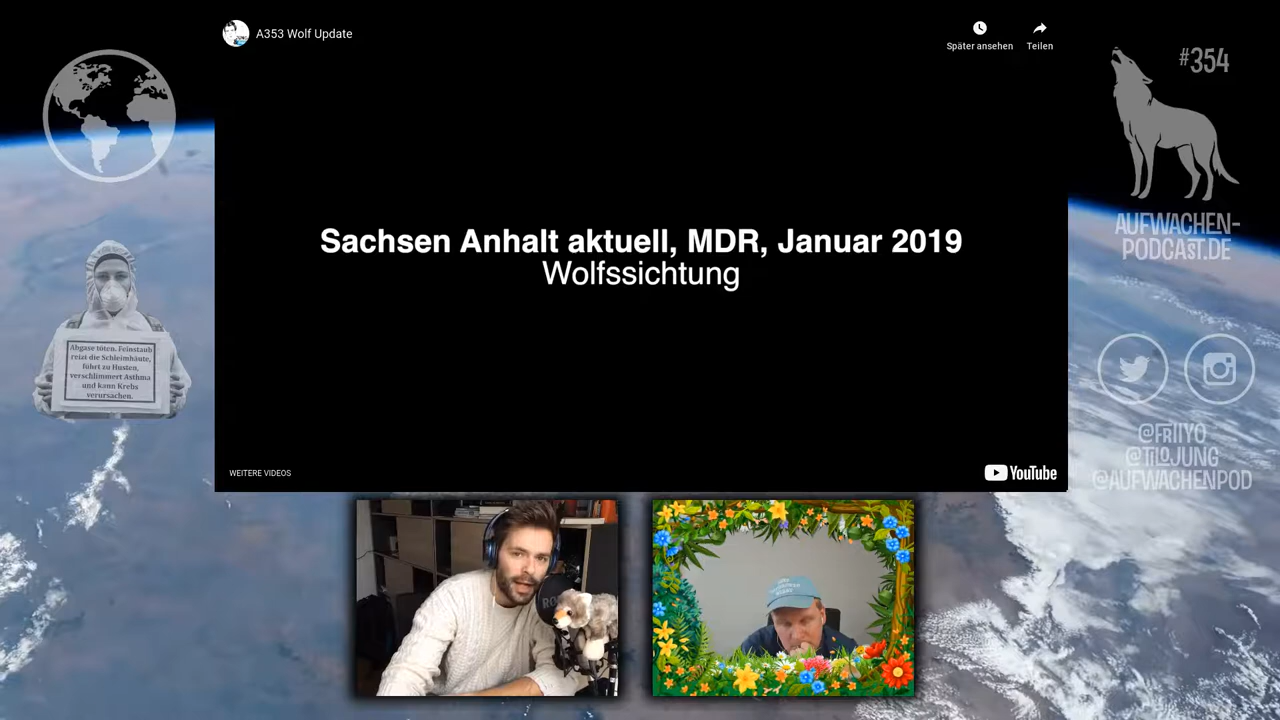 A353 Wolf Update
Später ansehen
Teilen
#354
Sachsen Anhalt aktuell, MDR, Januar 2019
Wolfssichtung
AUFWACHEN-
PODCAST.DE
Abgase töten. Feinstaub
reizt die Schleimhäute,
führt zu Husten,
verschlimmert Asthma
und kann Krebs
verursachen.
@FRIIYO
@TILOJUNG
@AUFWACHENPOD
WEITERE VIDEOS
YouTube